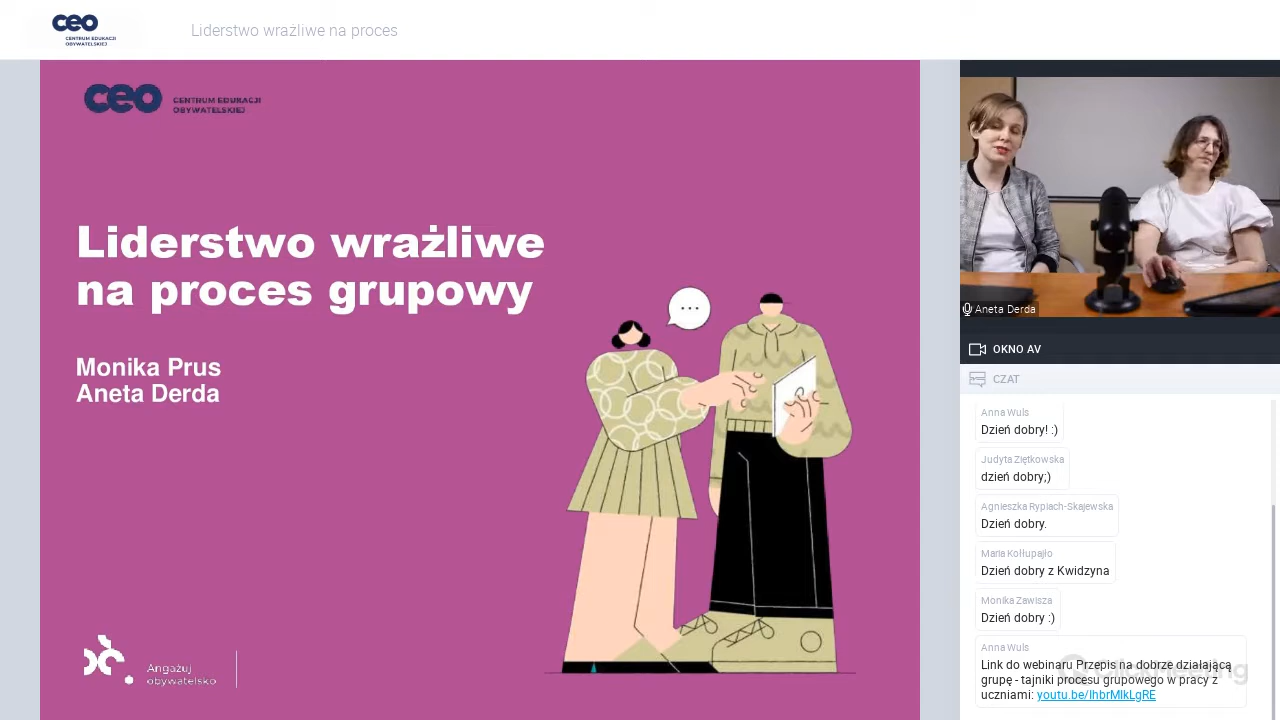 ceo
CENTRUM EDUKACJI
OBYWATELSKIEJ
Liderstwo wrażliwe na proces
ceo
CENTRUM EDUKACJI
OBYWATELSKIEJ
Liderstwo wrażliwe
na proces grupowy
Monika Prus
Aneta Derda
Angażuj
obywatelsko
Aneta Derda
OKNO AV
CZAT
Anna Wuls
Dzień dobry! :)
Judyta Ziętkowska
dzień dobry;)
Agnieszka Rypiach-Skajewska
Dzień dobry.
Maria Kołłupajło
Dzień dobry z Kwidzyna
Monika Zawisza
Dzień dobry :)
Anna Wuls
Link do webinaru Przepis na dobrze działającą
grupę - tajniki procesu grupowego w pracy z
uczniami: youtu.be/IhbrMIkLgRE
ClickMeeting